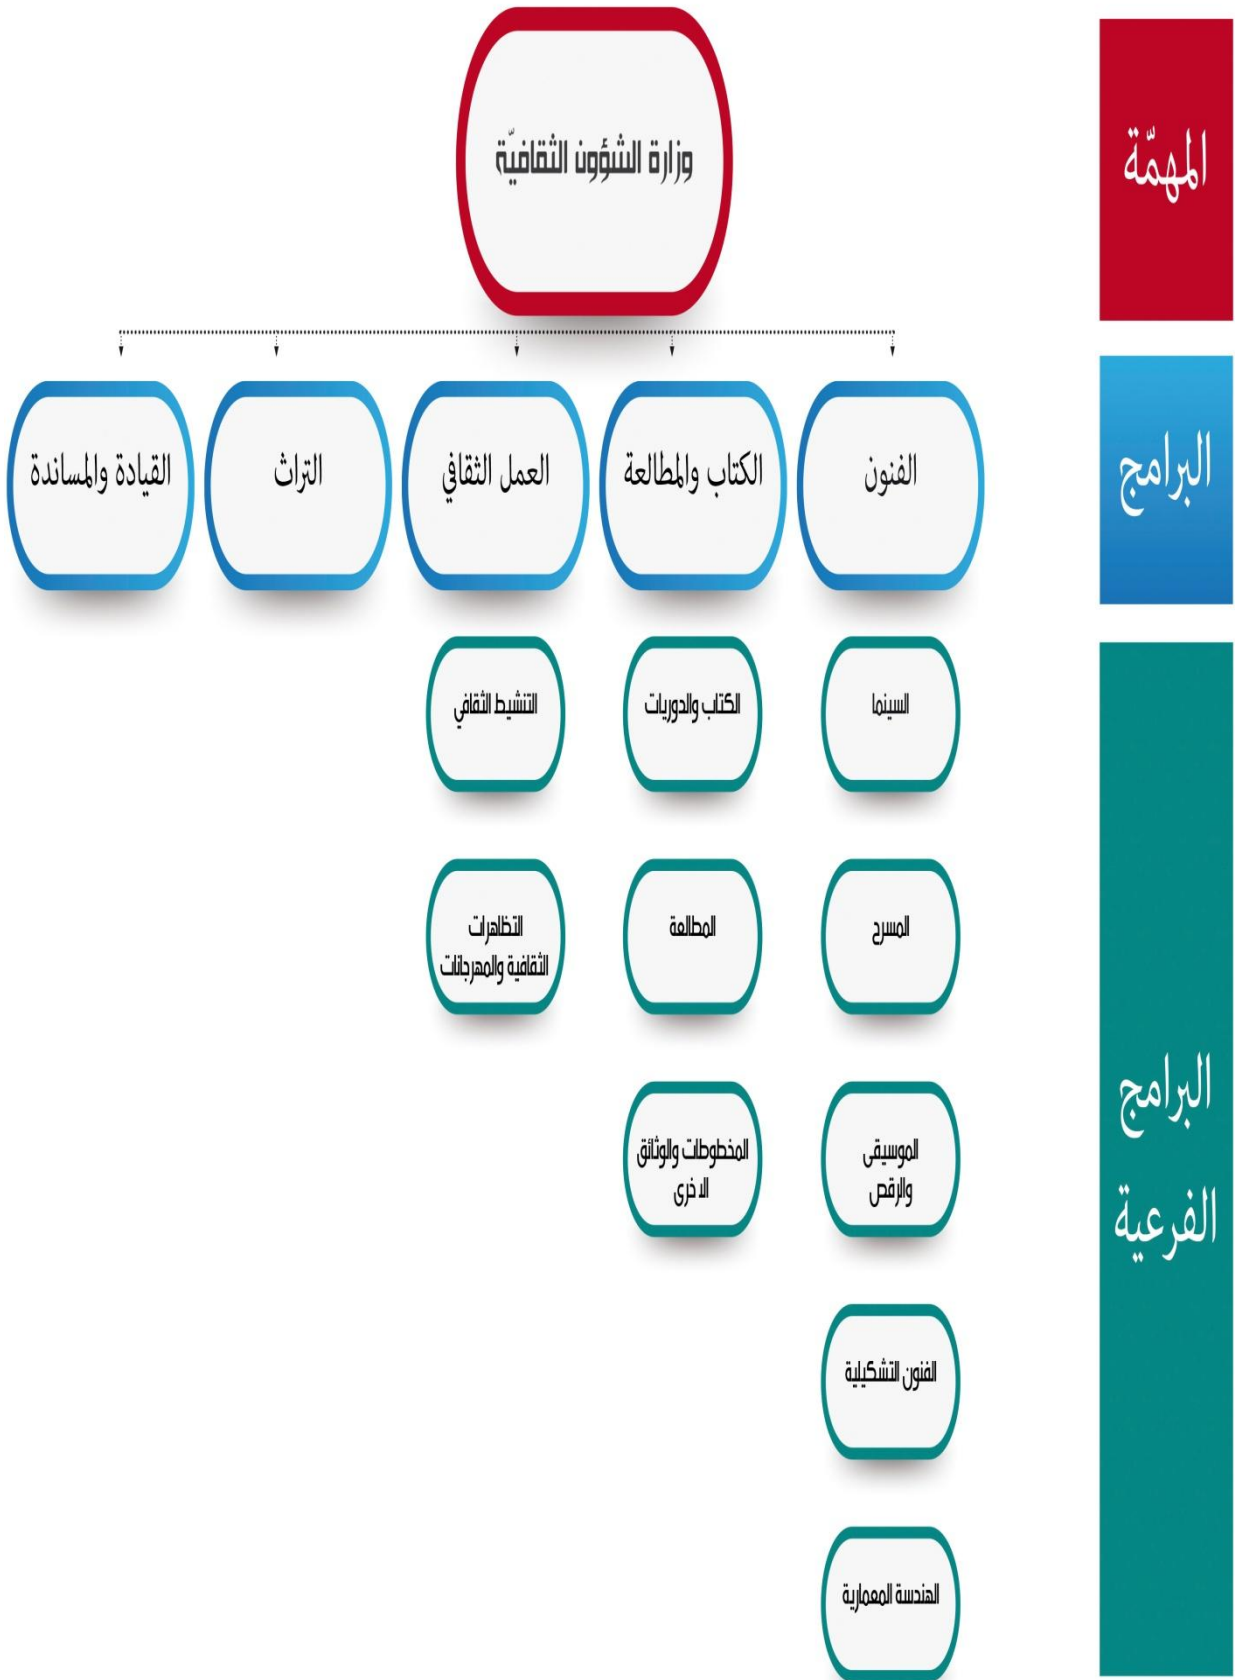 المهمّة
وزارة الشؤون الثقافيّة
البرامج
الفنون
الكتاب والمطالعة
العمل الثقافي
التراث
القيادة والمساندة
البرامج
الفرعية
السينما
الكتاب والدوريات
التنشيط الثقافي
المسرح
المطالعة
التظاهرات
الثقافية والمهرجانات
الموسيقى
والرقص
المخطوطات والوثائق
الاخرى
الفنون التشكيلية
الهندسة المعمارية